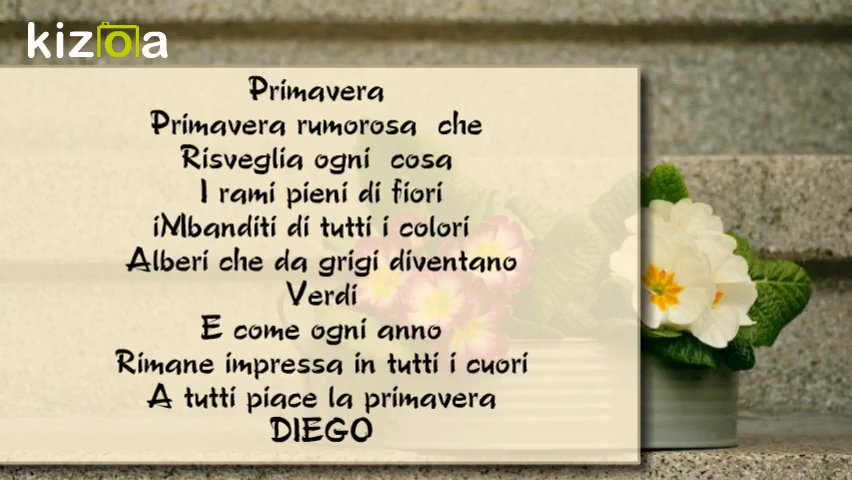 kizoa
Primavera
Primavera rumorosa che
Risveglia ogni cosa
I rami pieni di fiori
iMbanditi di tutti i colori
Alberi che da grigi diventano
Verdi
E come ogni anno
Rimane impressa in tutti i cuori
A tutti piace la primavera
DIEGO